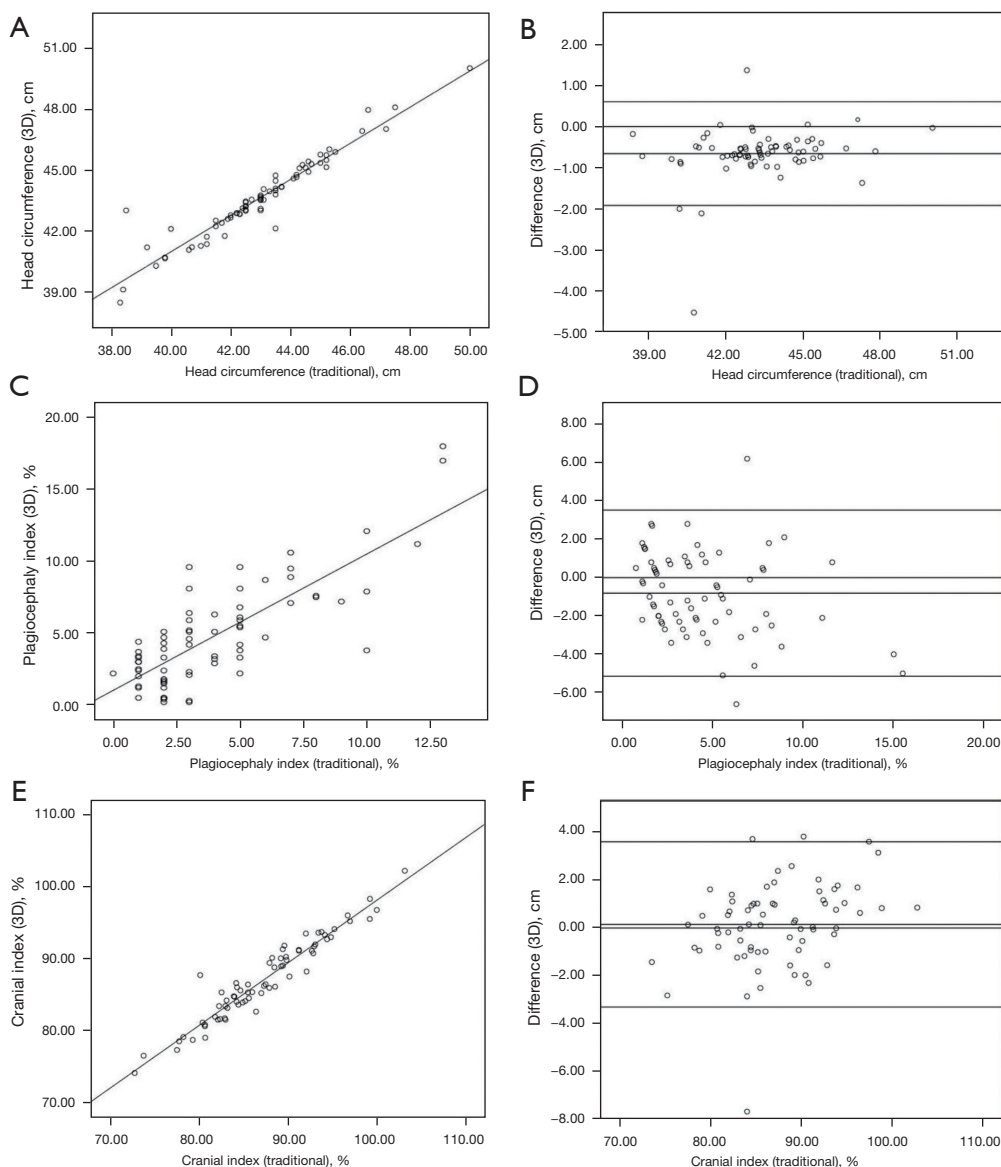 A
51.00
48.00
45.00
42.00
39.00
Head circumference (3D), cm
38.00 40.00 42.00 44.00 46.00 48.00 50.00
Head circumference (traditional), cm
B
2.00
1.00
0.00
−1.00
−2.00
−3.00
−4.00
−5.00
Difference (3D), cm
39.00 42.00 45.00 48.00 51.00
Head circumference (traditional), cm
C
20.00
15.00
10.00
5.00
0.00
Plagiocephaly index (3D), %
0.00 2.50 5.00 7.50 10.00 12.50
Plagiocephaly index (traditional), %
D
8.00
6.00
4.00
2.00
0.00
−2.00
−4.00
−6.00
Difference (3D), cm
0.00 5.00 10.00 15.00 20.00
Plagiocephaly index (traditional), %
E
110.00
100.00
90.00
80.00
70.00
Cranial index (3D), %
70.00 80.00 90.00 100.00 110.00
Cranial index (traditional), %
F
4.00
2.00
0.00
−2.00
−4.00
−8.00
Difference (3D), cm
70.00 80.00 90.00 100.00 110.00
Cranial index (traditional), %